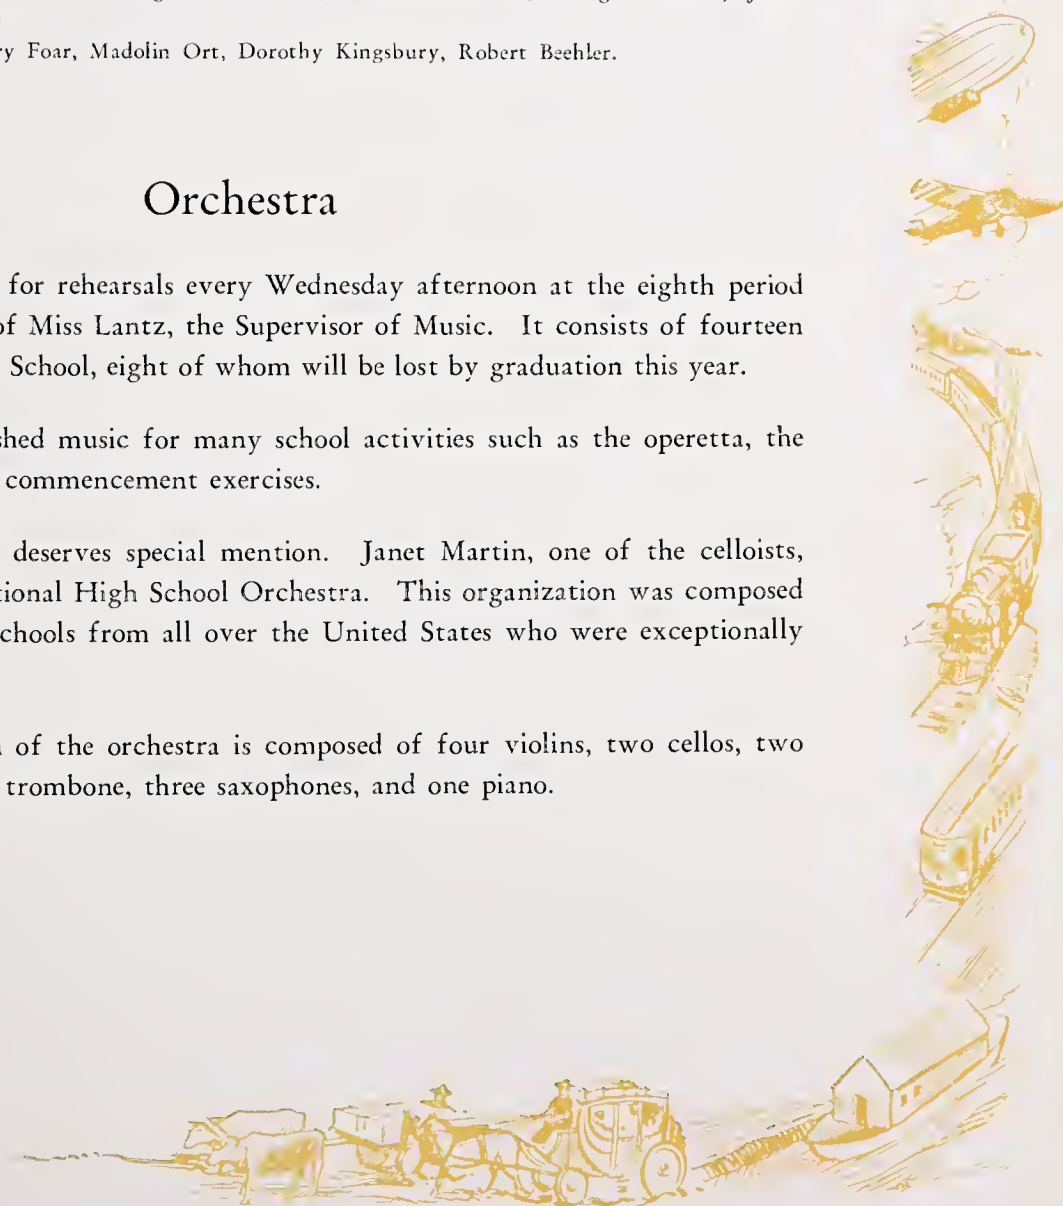 Foar, Madolin Ort, Dorothy Kingsbury, Robert Beehler.
Orchestra
for rehearsals every Wednesday afternoon at the eighth period
of Miss Lantz, the Supervisor of Music. It consists of fourteen
School, eight of whom will be lost by graduation this year.
shed music for many school activities such as the operetta, the
commencement exercises.
deserves special mention. Janet Martin, one of the celloists,
tional High School Orchestra. This organization was composed
chools from all over the United States who were exceptionally
of the orchestra is composed of four violins, two cellos, two
trombone, three saxophones, and one piano.